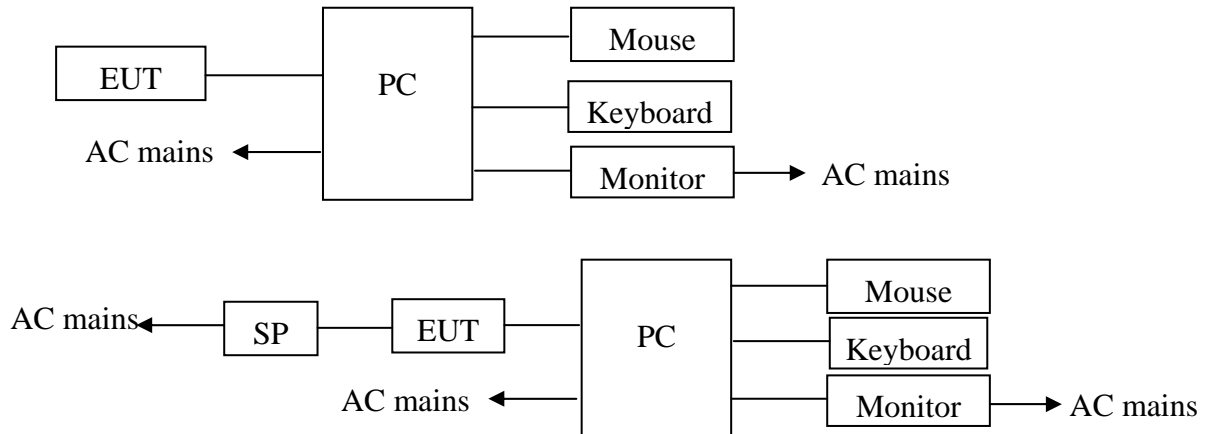 Mouse
EUT
PC
Keyboard
AC mains
Monitor
AC mains
Mouse
AC mains
SP
EUT
PC
Keyboard
AC mains
Monitor
AC mains